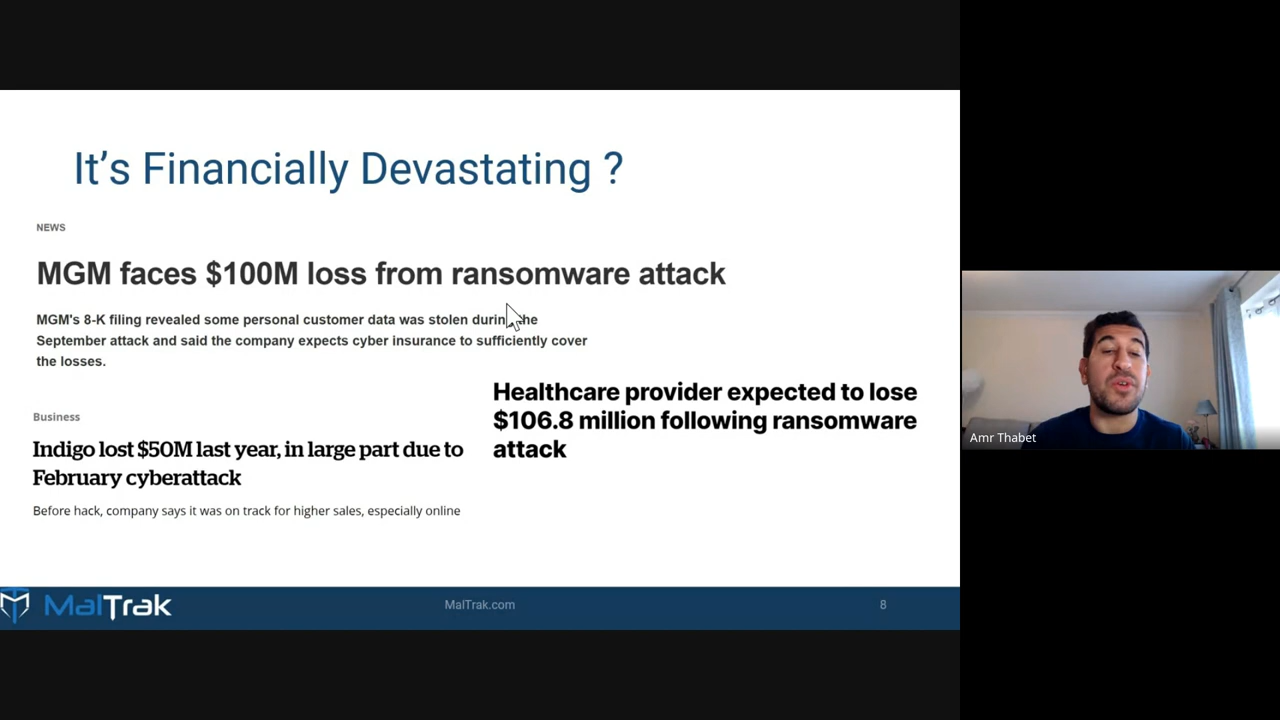 It's Financially Devastating ?
NEWS
MGM faces $100M loss from ransomware attack
MGM's 8-K filing revealed some personal customer data was stolen during the
September attack and said the company expects cyber insurance to sufficiently cover
the losses.
Healthcare provider expected to lose
$106.8 million following ransomware
attack
Business
Indigo lost $50M last year, in large part due to
February cyberattack
Before hack, company says it was on track for higher sales, especially online
MalTrak
MalTrak.com
8
Amr Thabet